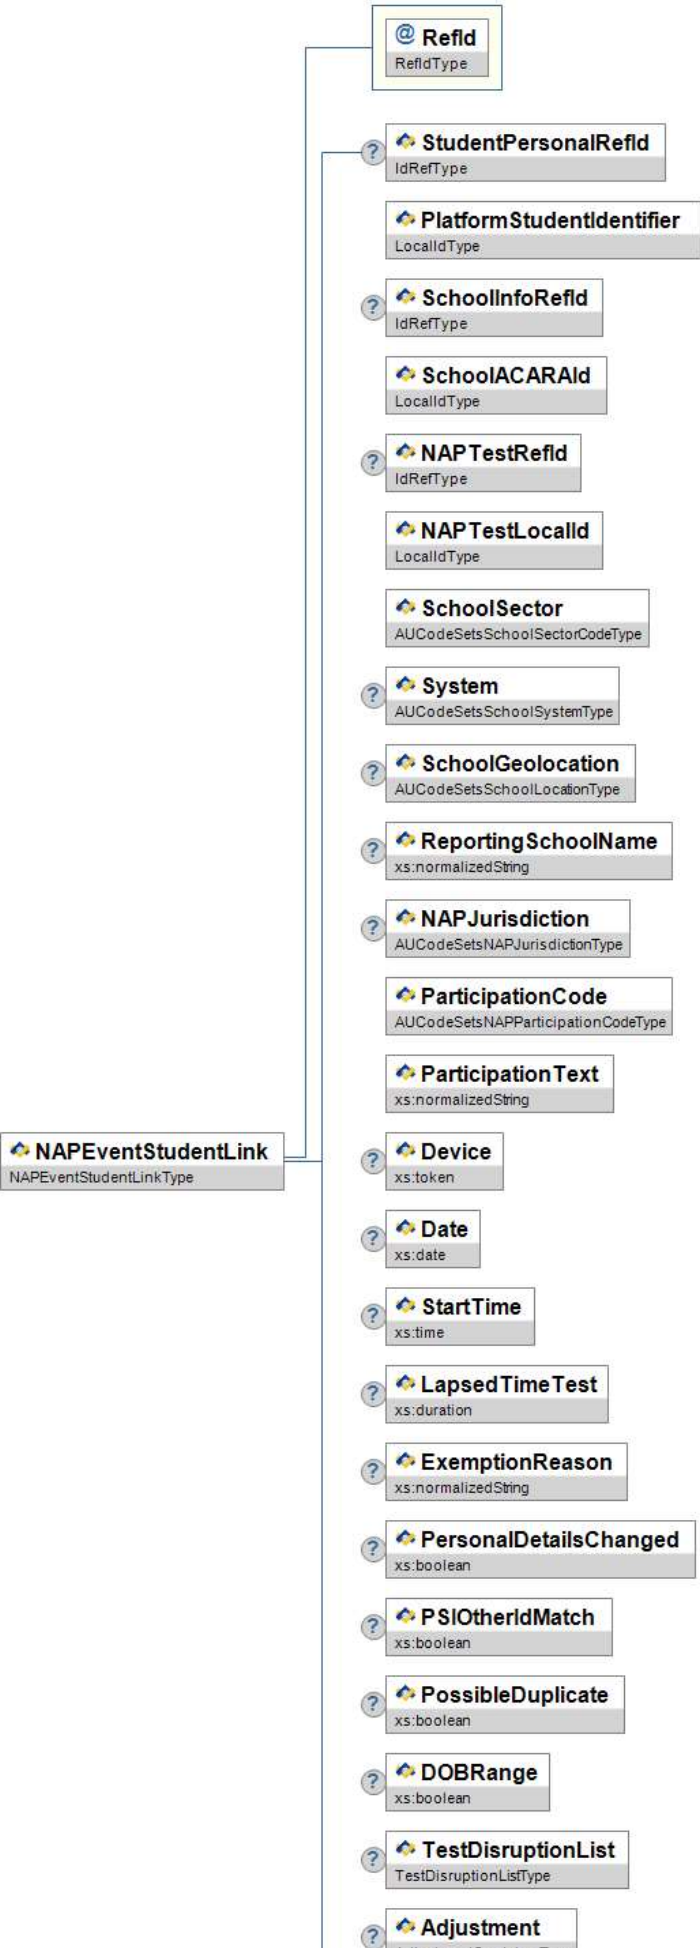 @ RefId
RefIdType
? StudentPersonalRefId
IdRefType
PlatformStudentIdentifier
LocalIdType
? SchoolInfoRefId
IdRefType
SchoolACARAId
LocalIdType
? NAPTestRefId
IdRefType
NAPTestLocalId
LocalIdType
SchoolSector
AUCodeSetsSchoolSectorCodeType
? System
AUCodeSetsSchoolSystemType
? SchoolGeolocation
AUCodeSetsSchoolLocationType
? ReportingSchoolName
xs:normalizedString
? NAPJurisdiction
AUCodeSetsNAPJurisdictionType
ParticipationCode
AUCodeSetsNAPParticipationCodeType
ParticipationText
xs:normalizedString
NAPEventStudentLink
NAPEventStudentLinkType
? Device
xs:token
? Date
xs:date
? StartTime
xs:time
? LapsedTimeTest
xs:duration
? ExemptionReason
xs:normalizedString
? PersonalDetailsChanged
xs:boolean
? PSIOtherIdMatch
xs:boolean
? PossibleDuplicate
xs:boolean
? DOBRange
xs:boolean
? TestDisruptionList
TestDisruptionListType
? Adjustment